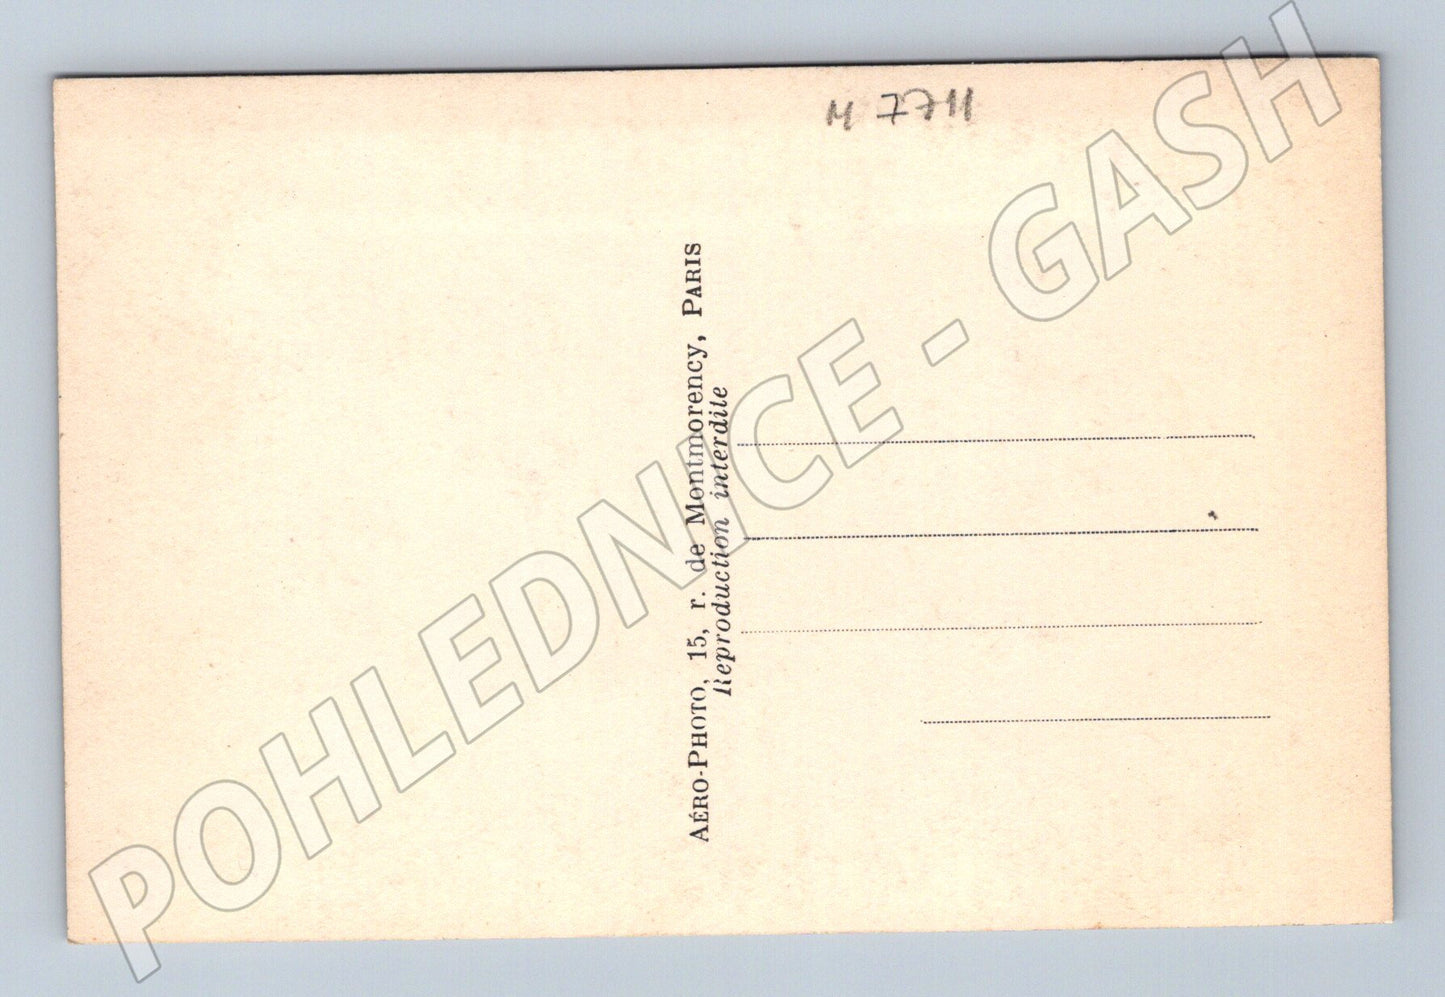 M 7711
AÉRO-PHOTO, 15, r. de Montmorency, PARIS
Reproduction interdite
POHLEDNICE - GASH